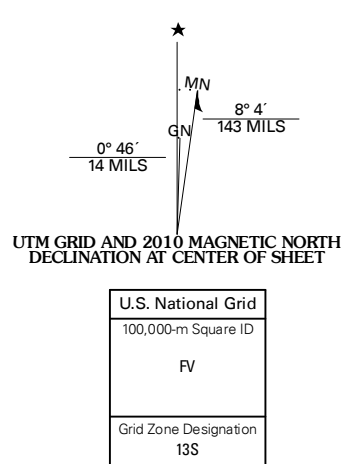 MN
8° 4´
143 MILS
GN
0° 46´
14 MILS
UTM GRID AND 2010 MAGNETIC NORTH
DECLINATION AT CENTER OF SHEET
U.S. National Grid
100,000-m Square ID
FV
Grid Zone Designation
13S